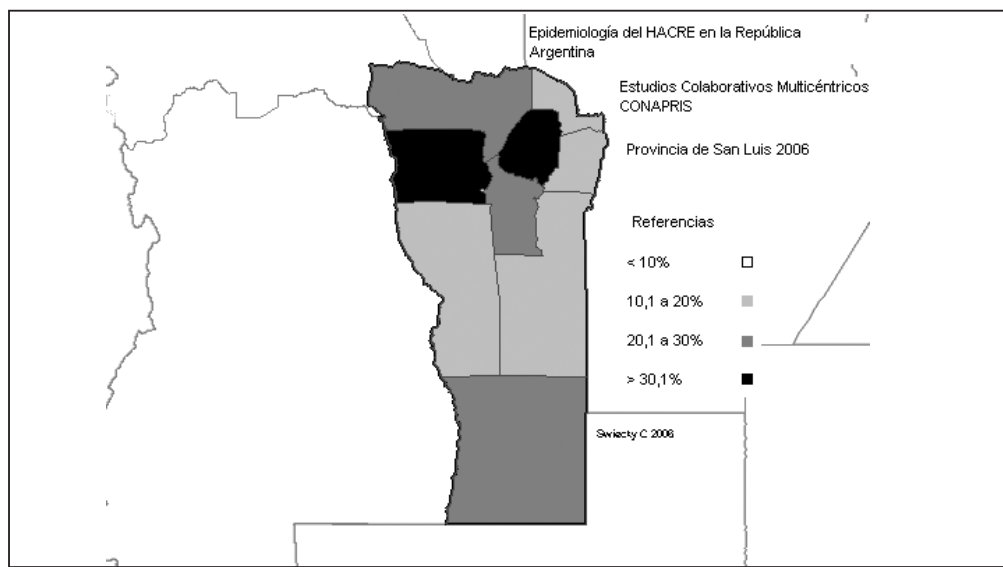 Epidemiología del HACRE en la República
Argentina
Estudios Colaborativos Multicéntricos
CONAPRIS
Provincia de San Luis 2006
Referencias
< 10%
10,1 a 20%
20,1 a 30%
> 30,1%
Swiecty C 2006